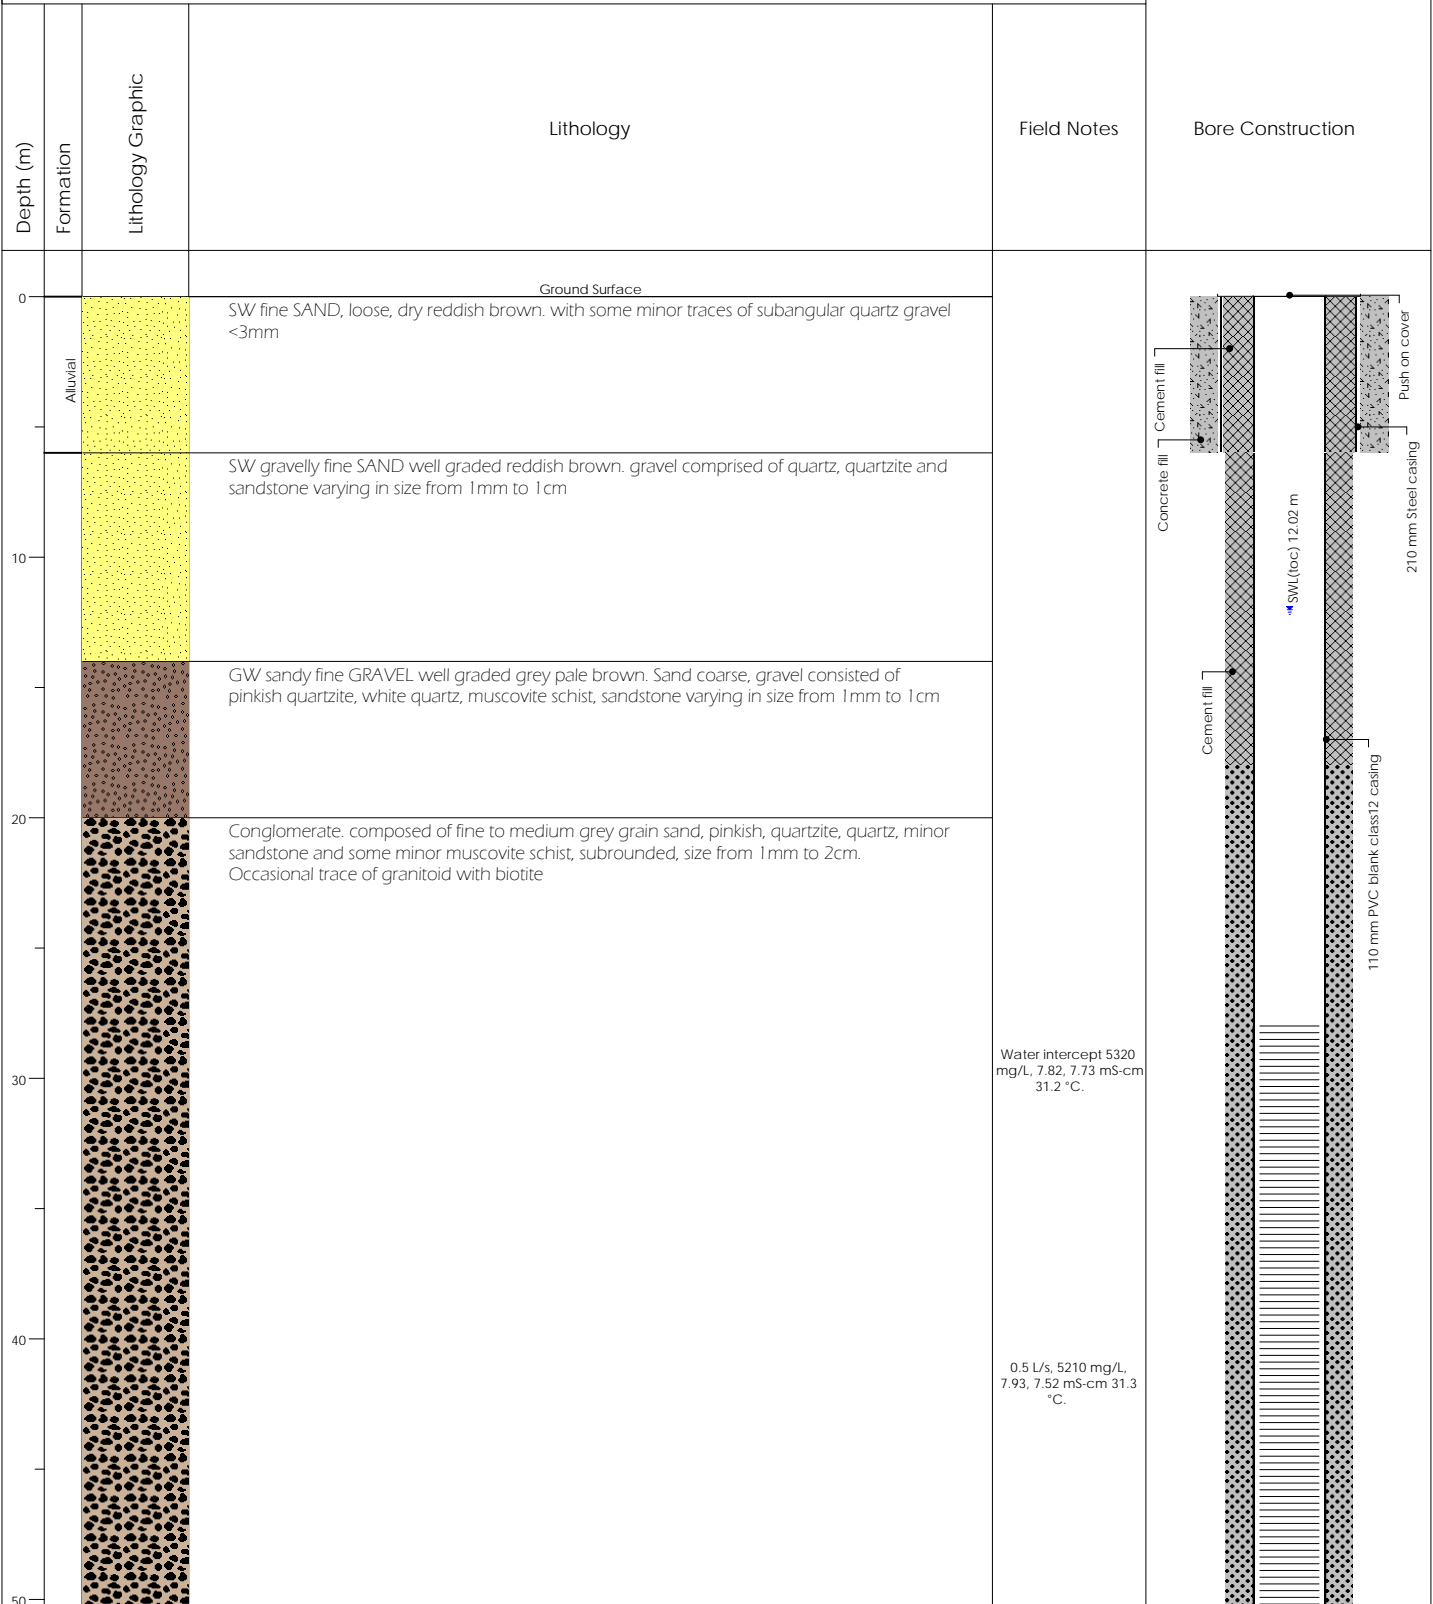 Depth (m)
Formation
Lithology Graphic
Lithology
Field Notes
Bore Construction
Ground Surface
0
SW fine SAND, loose, dry reddish brown. with some minor traces of subangular quartz gravel
<3mm
Alluvial
Cement fill
Push on cover
SW gravelly fine SAND well graded reddish brown. gravel comprised of quartz, quartzite and
sandstone varying in size from 1mm to 1cm
Concrete fill
210 mm Steel casing
SWL(toc) 12.02 m
10
GW sandy fine GRAVEL well graded grey pale brown. Sand coarse, gravel consisted of
pinkish quartzite, white quartz, muscovite schist, sandstone varying in size from 1mm to 1cm
Cement fill
110 mm PVC blank class12 casing
20
Conglomerate. composed of fine to medium grey grain sand, pinkish, quartzite, quartz, minor
sandstone and some minor muscovite schist, subrounded, size from 1mm to 2cm.
Occasional trace of granitoid with biotite
Water intercept 5320
mg/L, 7.82, 7.73 mS-cm
31.2 °C.
30
40
0.5 L/s, 5210 mg/L,
7.93, 7.52 mS-cm 31.3
°C.
50